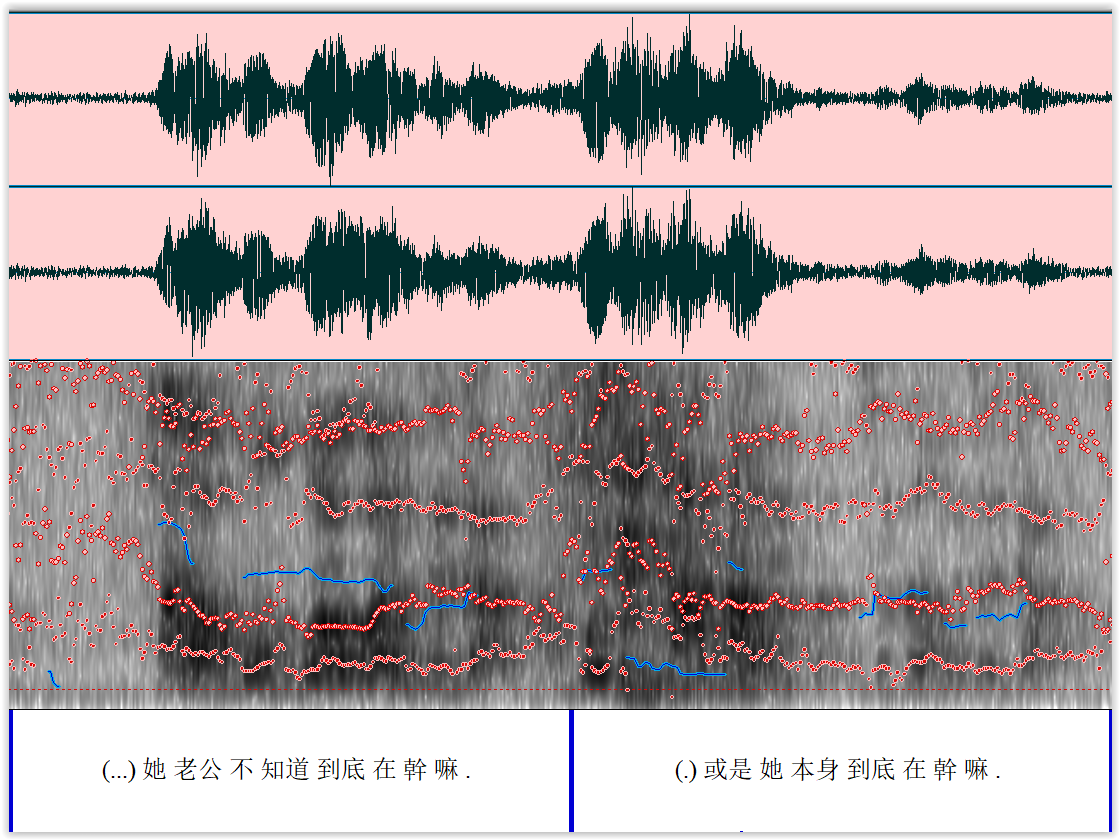 (...) 她 老公 不 知道 到底 在 幹 嘛 .
(.) 或是 她 本身 到底 在 幹 嘛 .